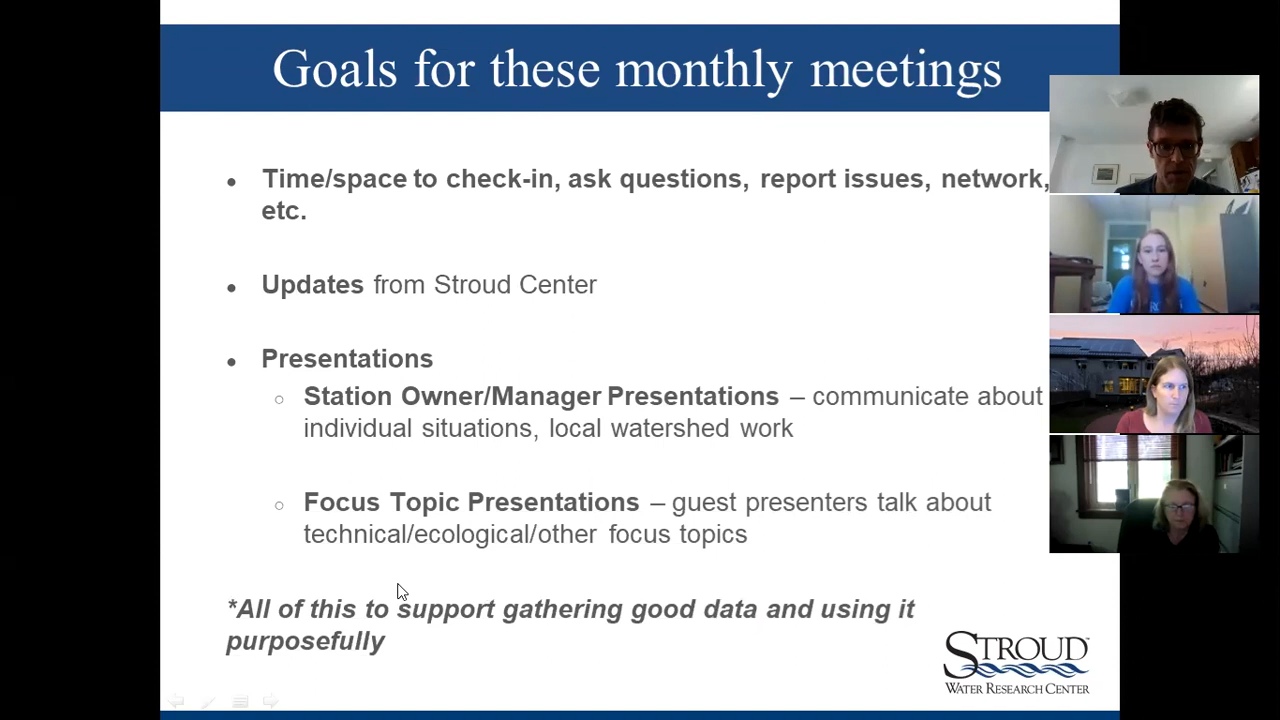 Goals for these monthly meetings
Time/space to check-in, ask questions, report issues, network,
etc.
Updates from Stroud Center
Presentations
Station Owner/Manager Presentations – communicate about
individual situations, local watershed work
Focus Topic Presentations – guest presenters talk about
technical/ecological/other focus topics
*All of this to support gathering good data and using it
purposefully
STROUD™
WATER RESEARCH CENTER